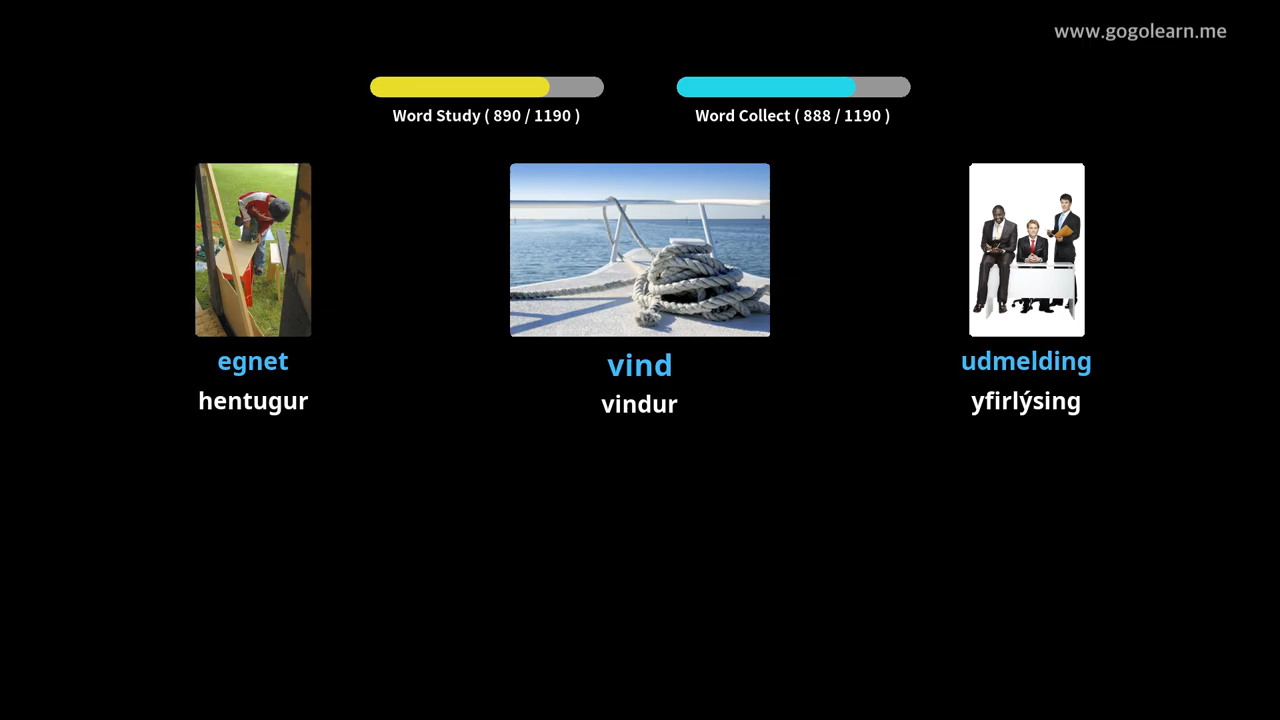 www.gogolearn.me
Word Study ( 890 / 1190 )
Word Collect ( 888 / 1190 )
egnet
hentugur
vind
vindur
udmelding
yfirlýsing